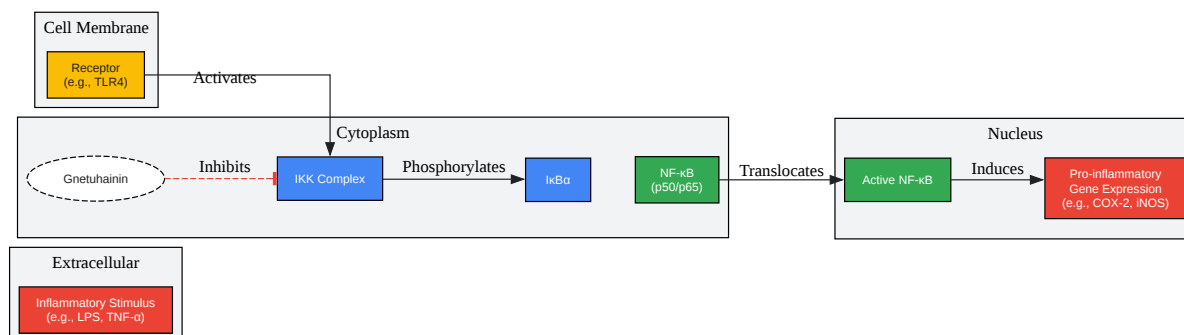 Cell Membrane
Receptor
(e.g., TLR4)
Activates
Cytoplasm
Gnetuhainin
Inhibits
IKK Complex
Phosphorylates
IκBα
NF-κB
(p50/p65)
Translocates
Nucleus
Active NF-κB
Induces
Pro-inflammatory
Gene Expression
(e.g., COX-2, iNOS)
Extracellular
Inflammatory Stimulus
(e.g., LPS, TNF-α)